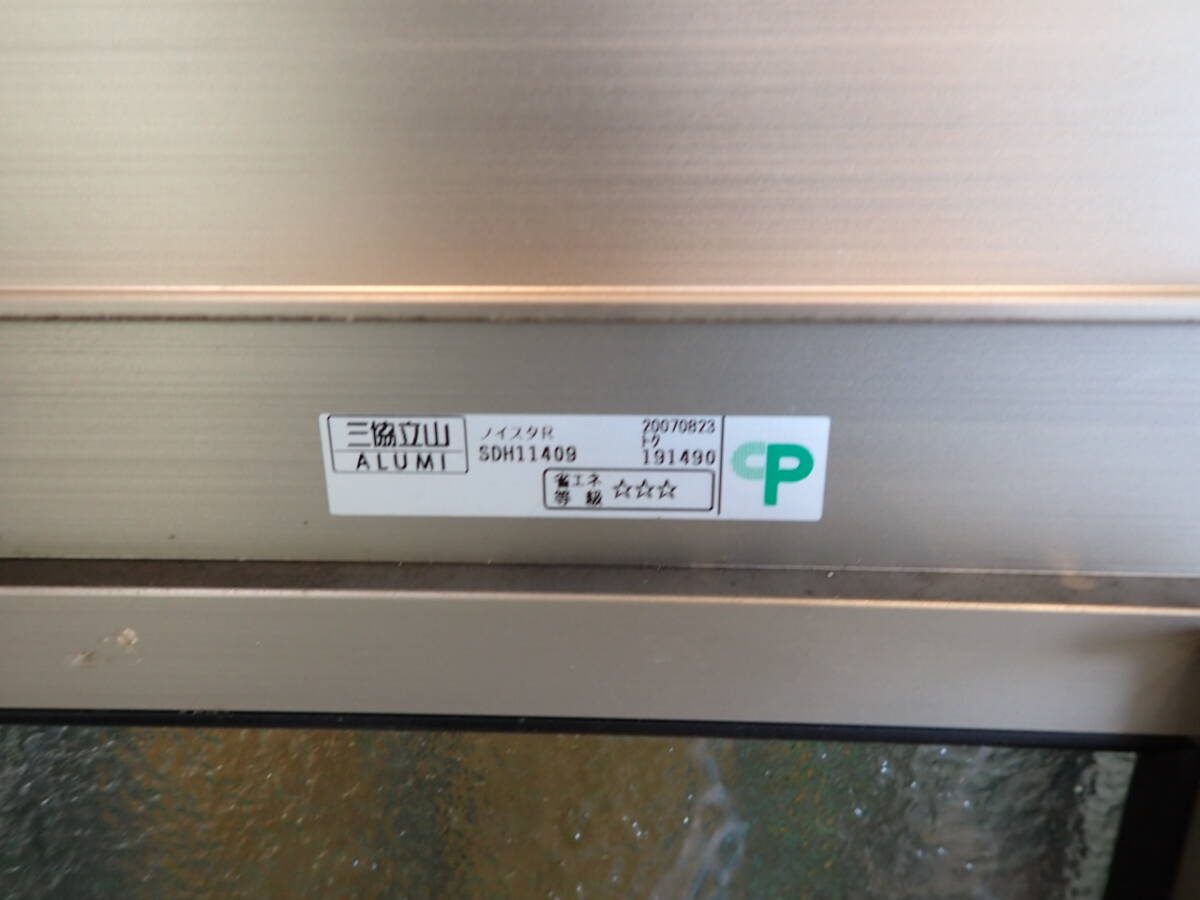 三協立山
ALUMI
ノイスタR
SDH11409
20070823
ﾄｸ
191490
省エネ
等級 ☆☆☆
CP